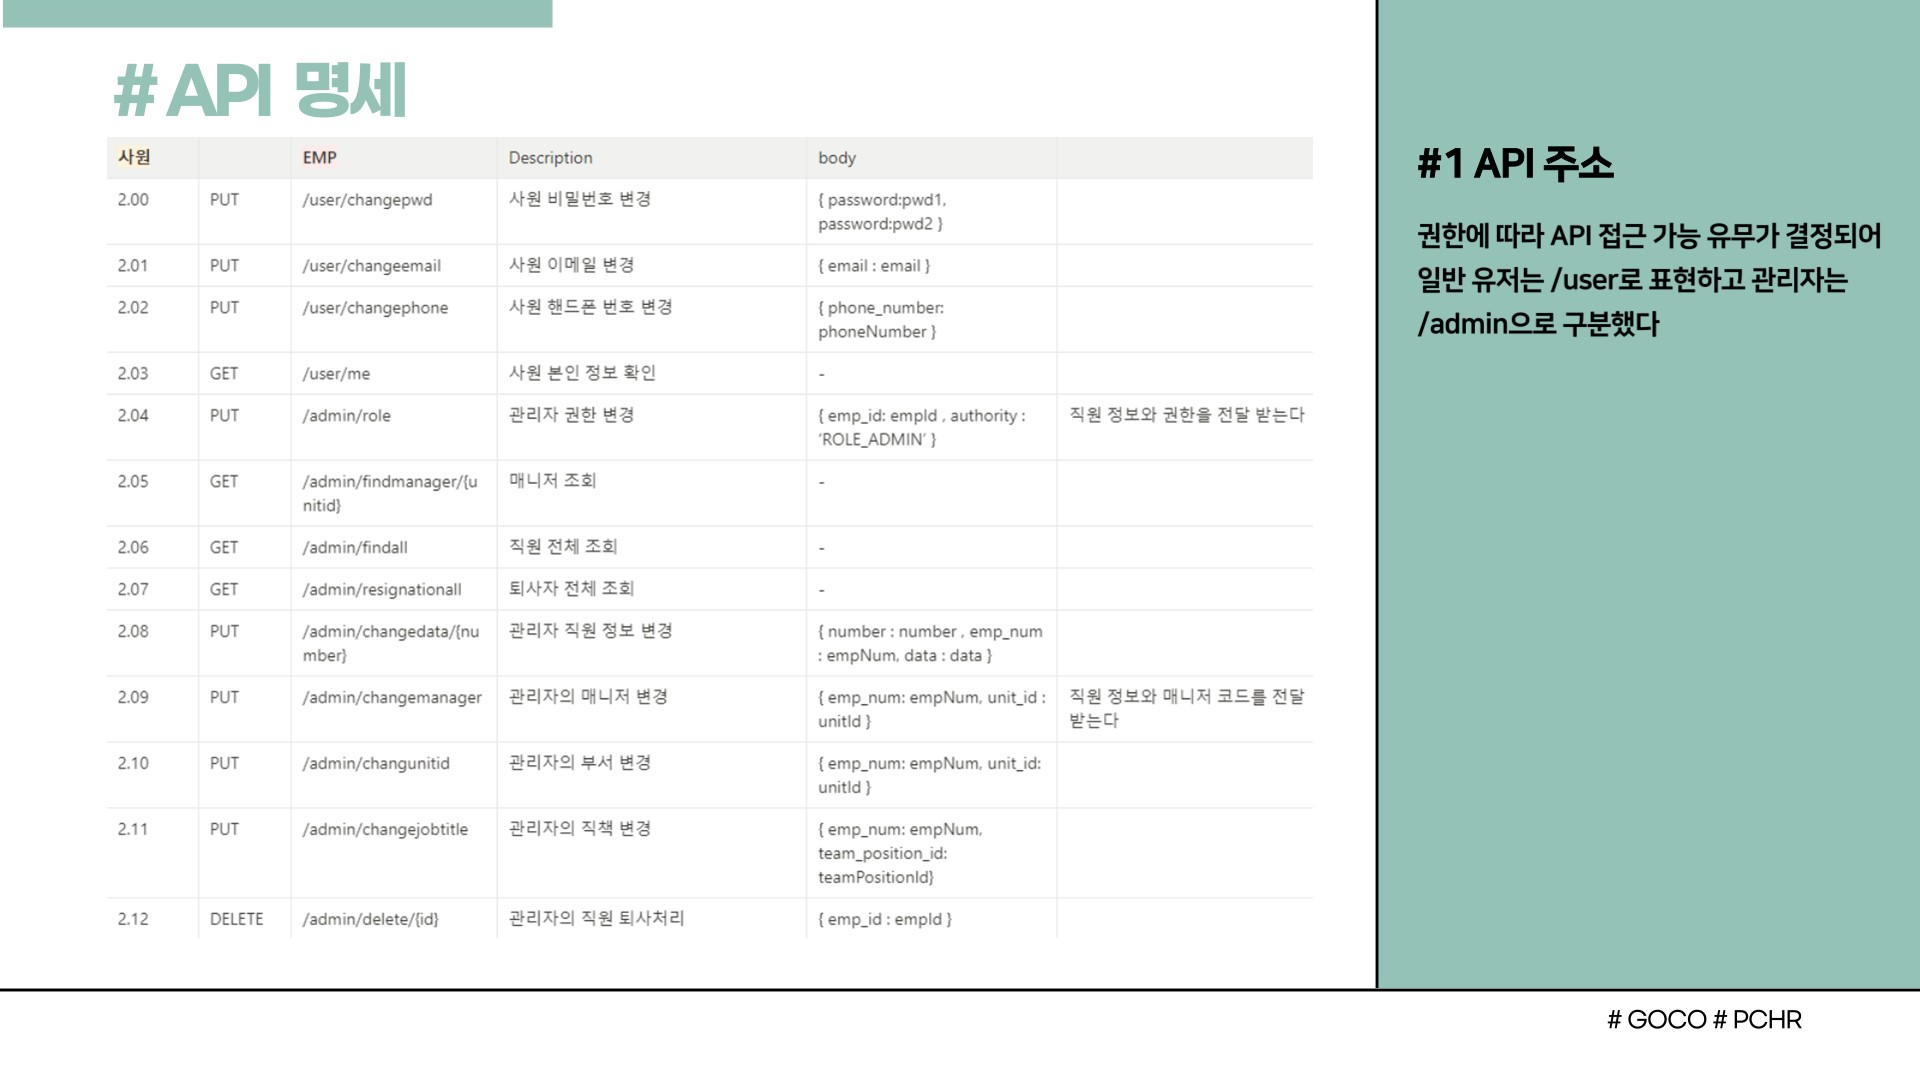 # API 명세
사원 EMP Description body
2.00 PUT /user/changepwd 사원 비밀번호 변경 { password:pwd1,
password:pwd2 }
2.01 PUT /user/changeemail 사원 이메일 변경 { email : email }
2.02 PUT /user/changephone 사원 핸드폰 번호 변경 { phone_number:
phoneNumber }
2.03 GET /user/me 사원 본인 정보 확인 -
2.04 PUT /admin/role 관리자 권한 변경 { emp_id: empId , authority : 직원 정보와 권한을 전달 받는다
‘ROLE_ADMIN’ }
2.05 GET /admin/findmanager/{u 매니저 조회 -
nitid}
2.06 GET /admin/findall 직원 전체 조회 -
2.07 GET /admin/resignationall 퇴사자 전체 조회 -
2.08 PUT /admin/changedata/{nu 관리자 직원 정보 변경 { number : number , emp_num
mber} : empNum, data : data }
2.09 PUT /admin/changemanager 관리자의 매니저 변경 { emp_num: empNum, unit_id : 직원 정보와 매니저 코드를 전달
unitId } 받는다
2.10 PUT /admin/changunitid 관리자의 부서 변경 { emp_num: empNum, unit_id:
unitId }
2.11 PUT /admin/changejobtitle 관리자의 직책 변경 { emp_num: empNum,
team_position_id:
teamPositionId}
2.12 DELETE /admin/delete/{id} 관리자의 직원 퇴사처리 { emp_id : empId }
#1 API 주소
권한에 따라 API 접근 가능 유무가 결정되어
일반 유저는 /user로 표현하고 관리자는
/admin으로 구분했다
# GOCO # PCHR